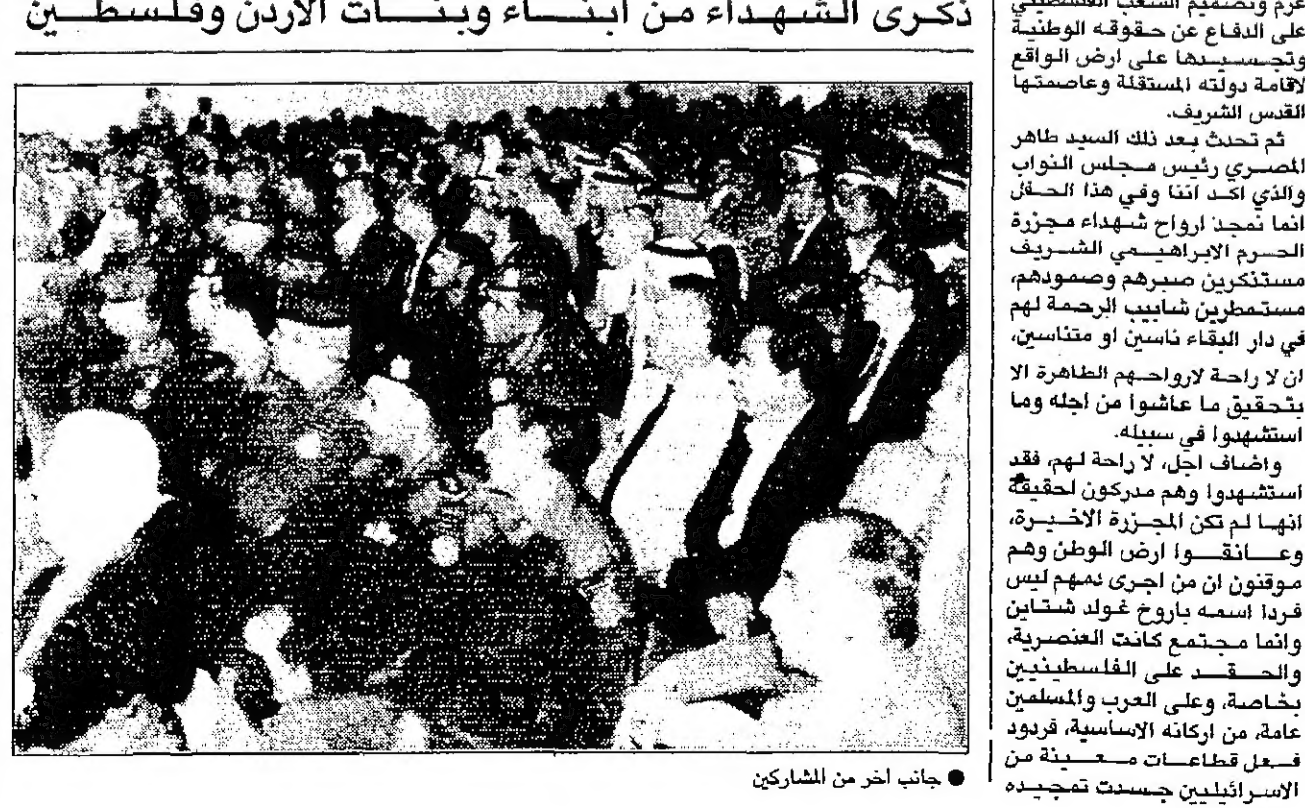 ذكرى الشهداء من ابناء وبنات الاردن وفلسطين
عزم وتصميم الشعب الفلسطيني
على الدفاع عن حقوقه الوطنية
وتجسيدها على ارض الواقع
لاقامة دولته المستقلة وعاصمتها
القدس الشريف.
ثم تحدث بعد ذلك السيد طاهر
المصري رئيس مجلس النواب
والذي اكد اننا وفي هذا الحفل
انما نمجد ارواح شهداء مجزرة
الحرم الابراهيمي الشريف
مستذكرين صبرهم وصمودهم،
مستمطرين شابيب الرحمة لهم
في دار البقاء ناسين او متناسين،
ان لا راحة لارواحهم الطاهرة الا
بتحقيق ما عاشوا من اجله وما
استشهدوا في سبيله.
واضاف اجل، لا راحة لهم، فقد
استشهدوا وهم مدركون لحقيقة
انها لم تكن المجزرة الاخيرة،
وعانقوا ارض الوطن وهم
موقنون ان من اجرى دمهم ليس
فردا اسمه باروخ غولد شتاين
وانما مجتمع كانت العنصرية،
والحقد على الفلسطينيين
بخاصة، وعلى العرب والمسلمين
عامة، من اركانه الاساسية، فردود
فعل قطاعات معينة من
الاسرائيليين جسدت تمجيده
● جانب اخر من المشاركين